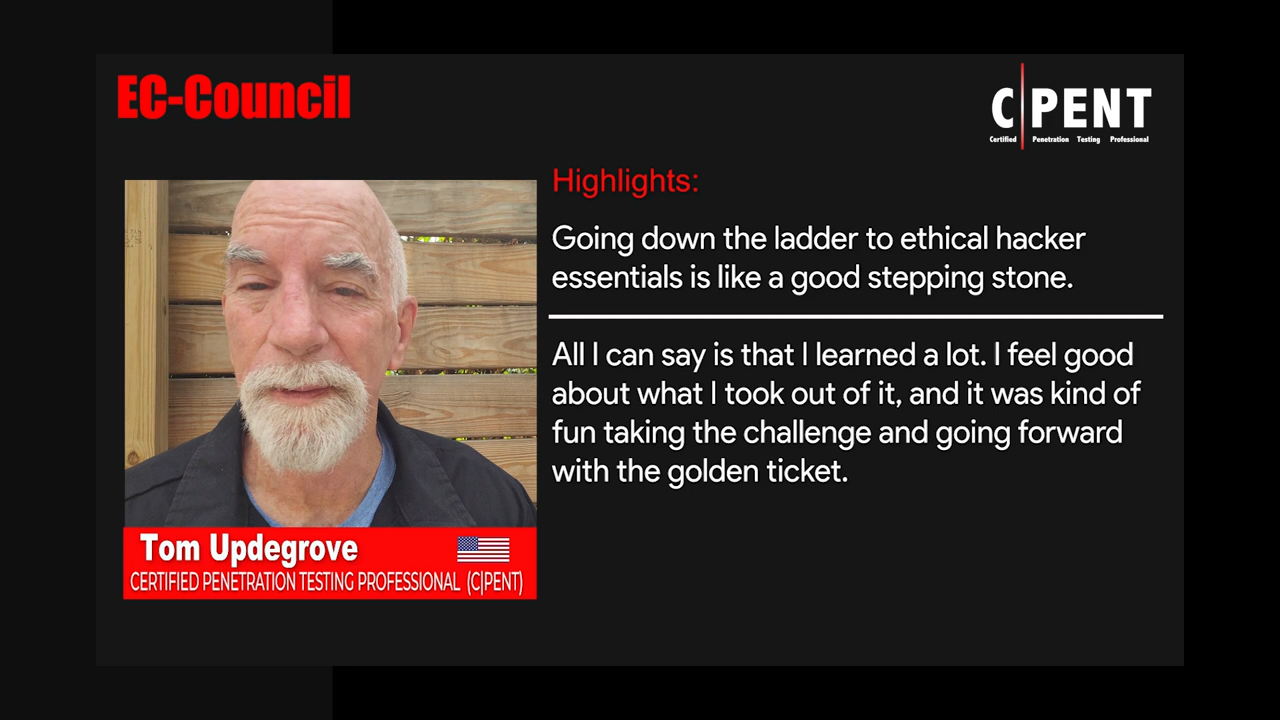 EC-Council
C|PENT
Certified Penetration Testing Professional
Highlights:
Going down the ladder to ethical hacker
essentials is like a good stepping stone.
All I can say is that I learned a lot. I feel good
about what I took out of it, and it was kind of
fun taking the challenge and going forward
with the golden ticket.
Tom Updegrove
CERTIFIED PENETRATION TESTING PROFESSIONAL (C|PENT)